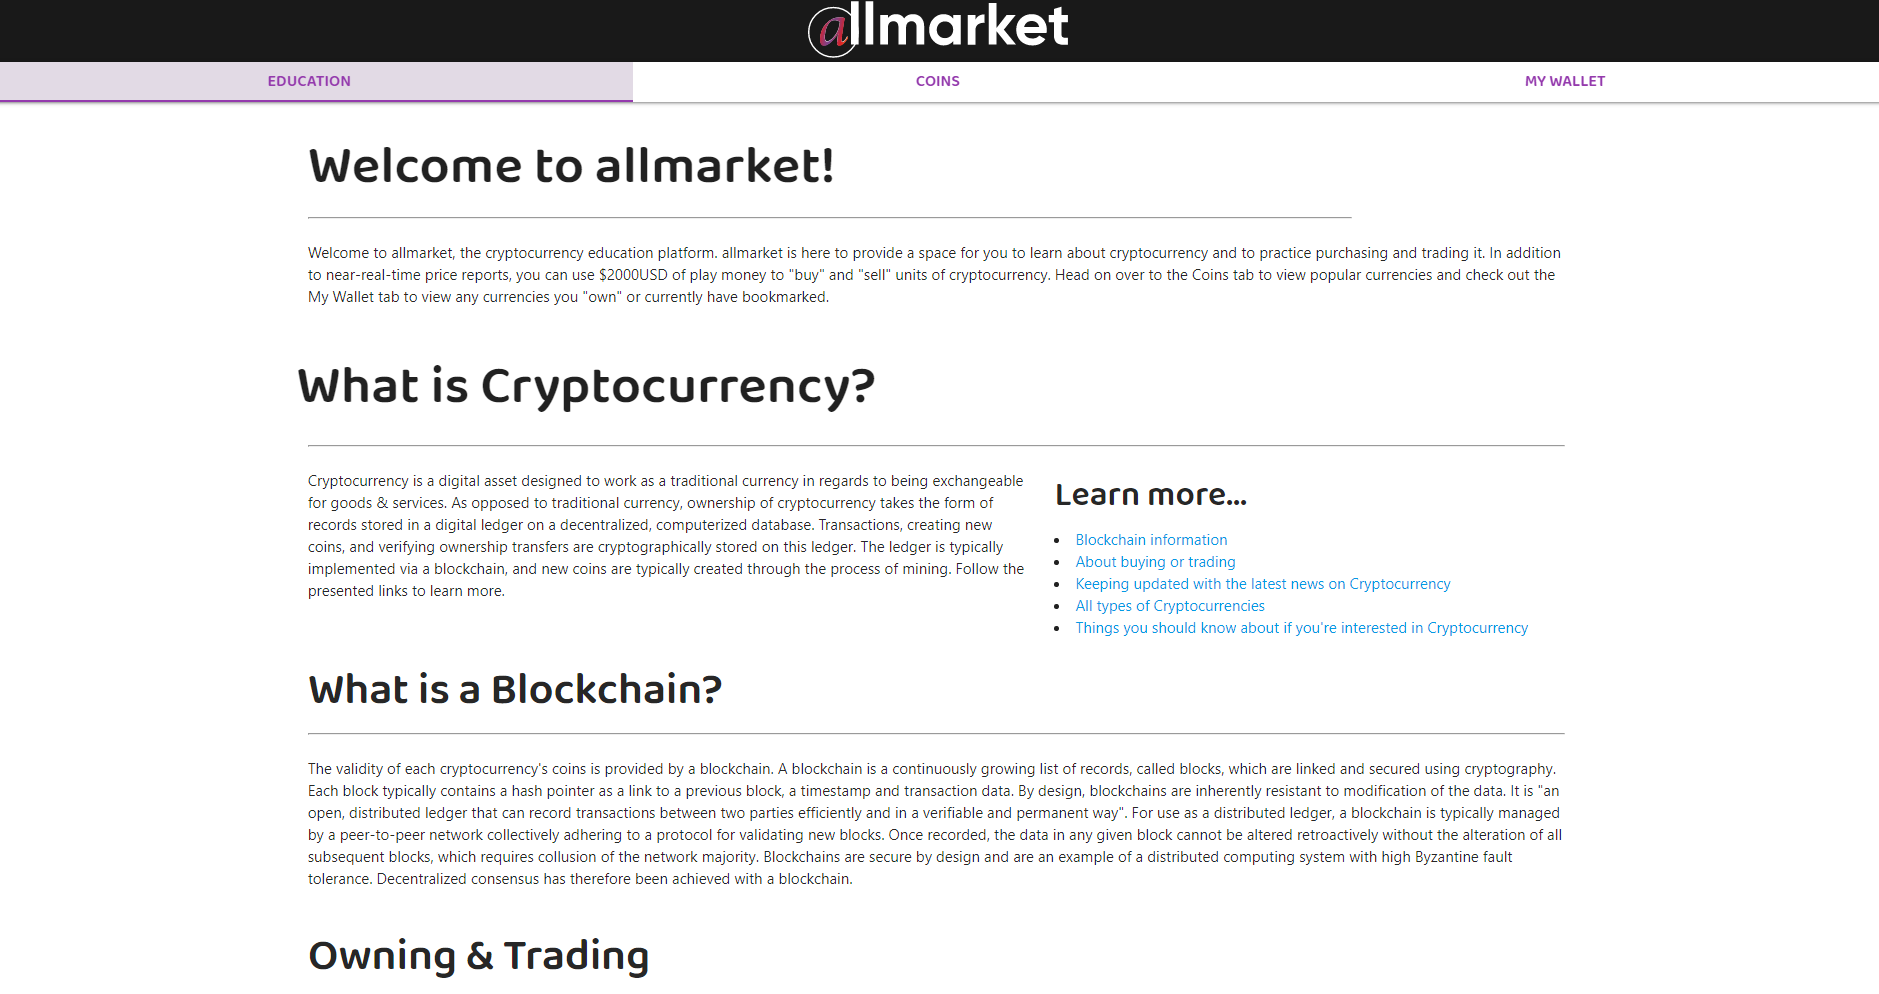 allmarket
EDUCATION
COINS
MY WALLET
Welcome to allmarket!
Welcome to allmarket, the cryptocurrency education platform. allmarket is here to provide a space for you to learn about cryptocurrency and to practice purchasing and trading it. In addition
to near-real-time price reports, you can use $2000USD of play money to "buy" and "sell" units of cryptocurrency. Head on over to the Coins tab to view popular currencies and check out the
My Wallet tab to view any currencies you "own" or currently have bookmarked.
What is Cryptocurrency?
Cryptocurrency is a digital asset designed to work as a traditional currency in regards to being exchangeable
for goods & services. As opposed to traditional currency, ownership of cryptocurrency takes the form of
records stored in a digital ledger on a decentralized, computerized database. Transactions, creating new
coins, and verifying ownership transfers are cryptographically stored on this ledger. The ledger is typically
implemented via a blockchain, and new coins are typically created through the process of mining. Follow the
presented links to learn more.
Learn more...
Blockchain information
About buying or trading
Keeping updated with the latest news on Cryptocurrency
All types of Cryptocurrencies
Things you should know about if you're interested in Cryptocurrency
What is a Blockchain?
The validity of each cryptocurrency's coins is provided by a blockchain. A blockchain is a continuously growing list of records, called blocks, which are linked and secured using cryptography.
Each block typically contains a hash pointer as a link to a previous block, a timestamp and transaction data. By design, blockchains are inherently resistant to modification of the data. It is "an
open, distributed ledger that can record transactions between two parties efficiently and in a verifiable and permanent way". For use as a distributed ledger, a blockchain is typically managed
by a peer-to-peer network collectively adhering to a protocol for validating new blocks. Once recorded, the data in any given block cannot be altered retroactively without the alteration of all
subsequent blocks, which requires collusion of the network majority. Blockchains are secure by design and are an example of a distributed computing system with high Byzantine fault
tolerance. Decentralized consensus has therefore been achieved with a blockchain.
Owning & Trading